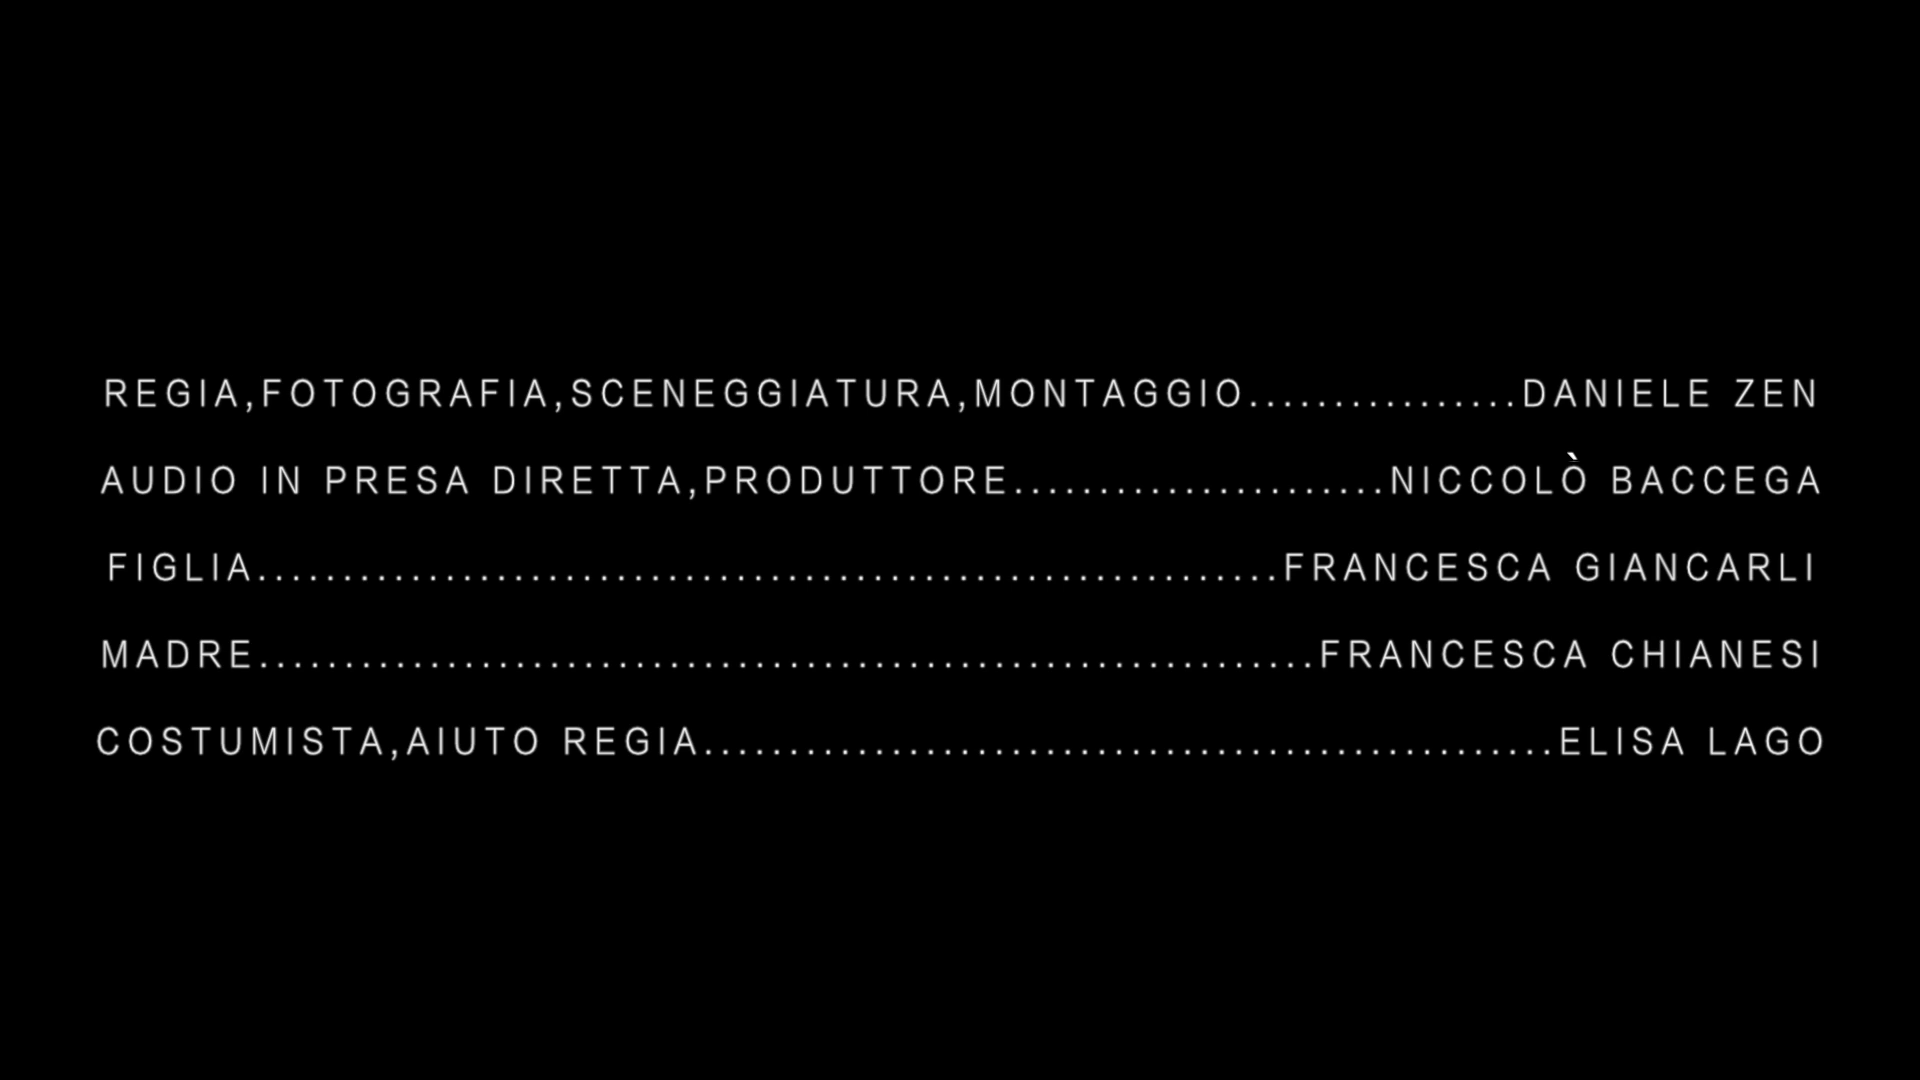 REGIA,FOTOGRAFIA,SCENEGGIATURA,MONTAGGIO................DANIELE ZEN
AUDIO IN PRESA DIRETTA,PRODUTTORE......................NICCOLÒ BACCEGA
FIGLIA............................................................FRANCESCA GIANCARLI
MADRE..............................................................FRANCESCA CHIANESI
COSTUMISTA,AIUTO REGIA..................................................ELISA LAGO